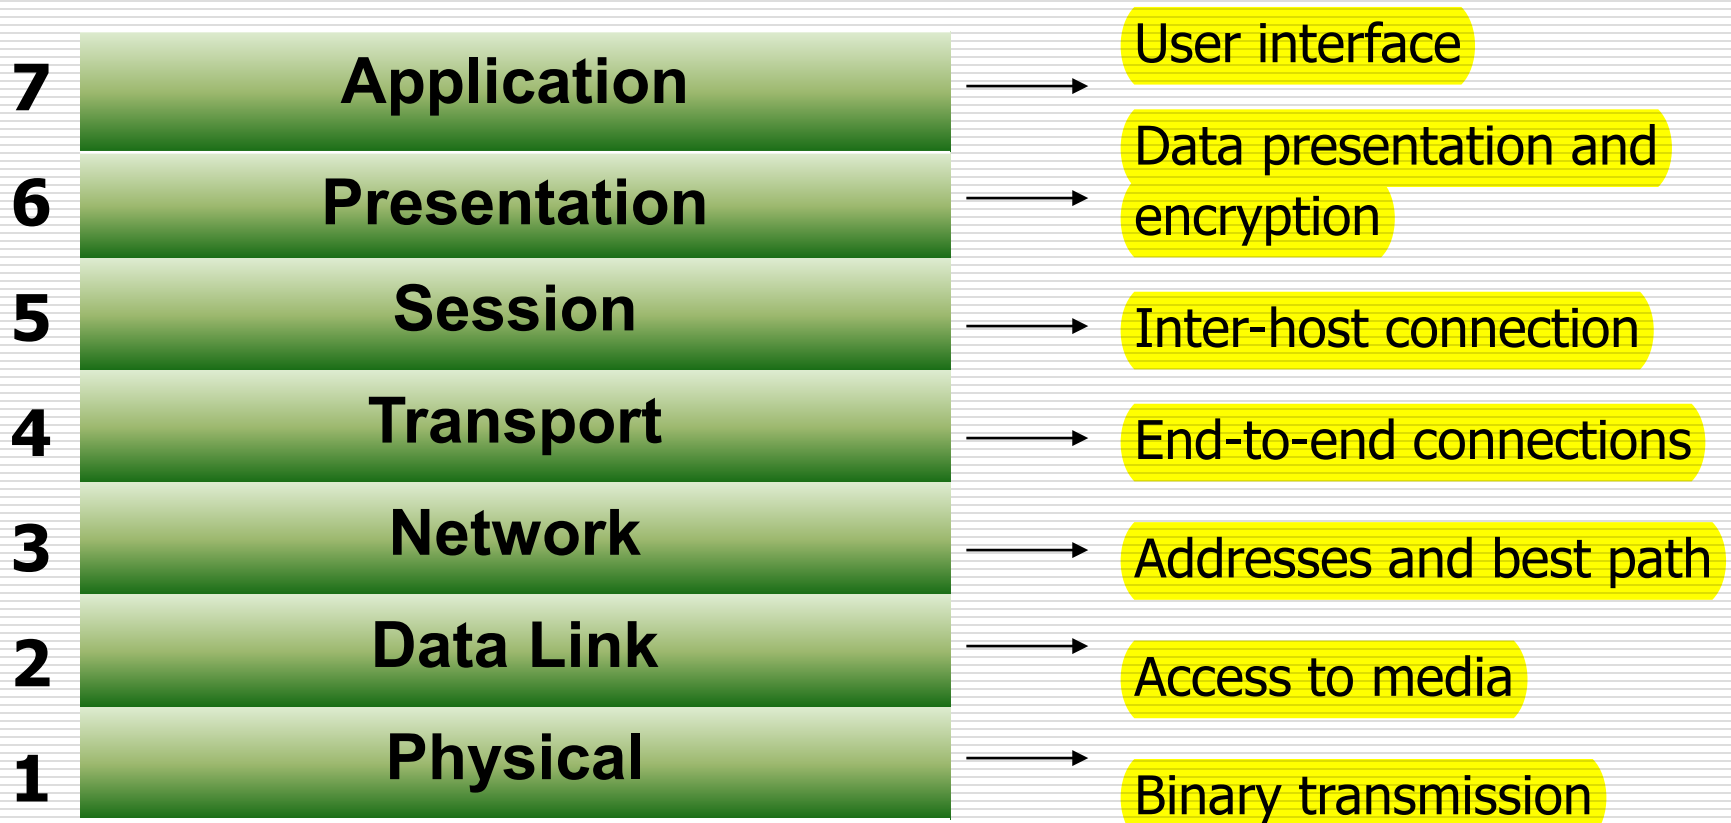 7 Application User interface
6 Presentation Data presentation and
encryption
5 Session Inter-host connection
4 Transport End-to-end connections
3 Network Addresses and best path
2 Data Link Access to media
1 Physical Binary transmission